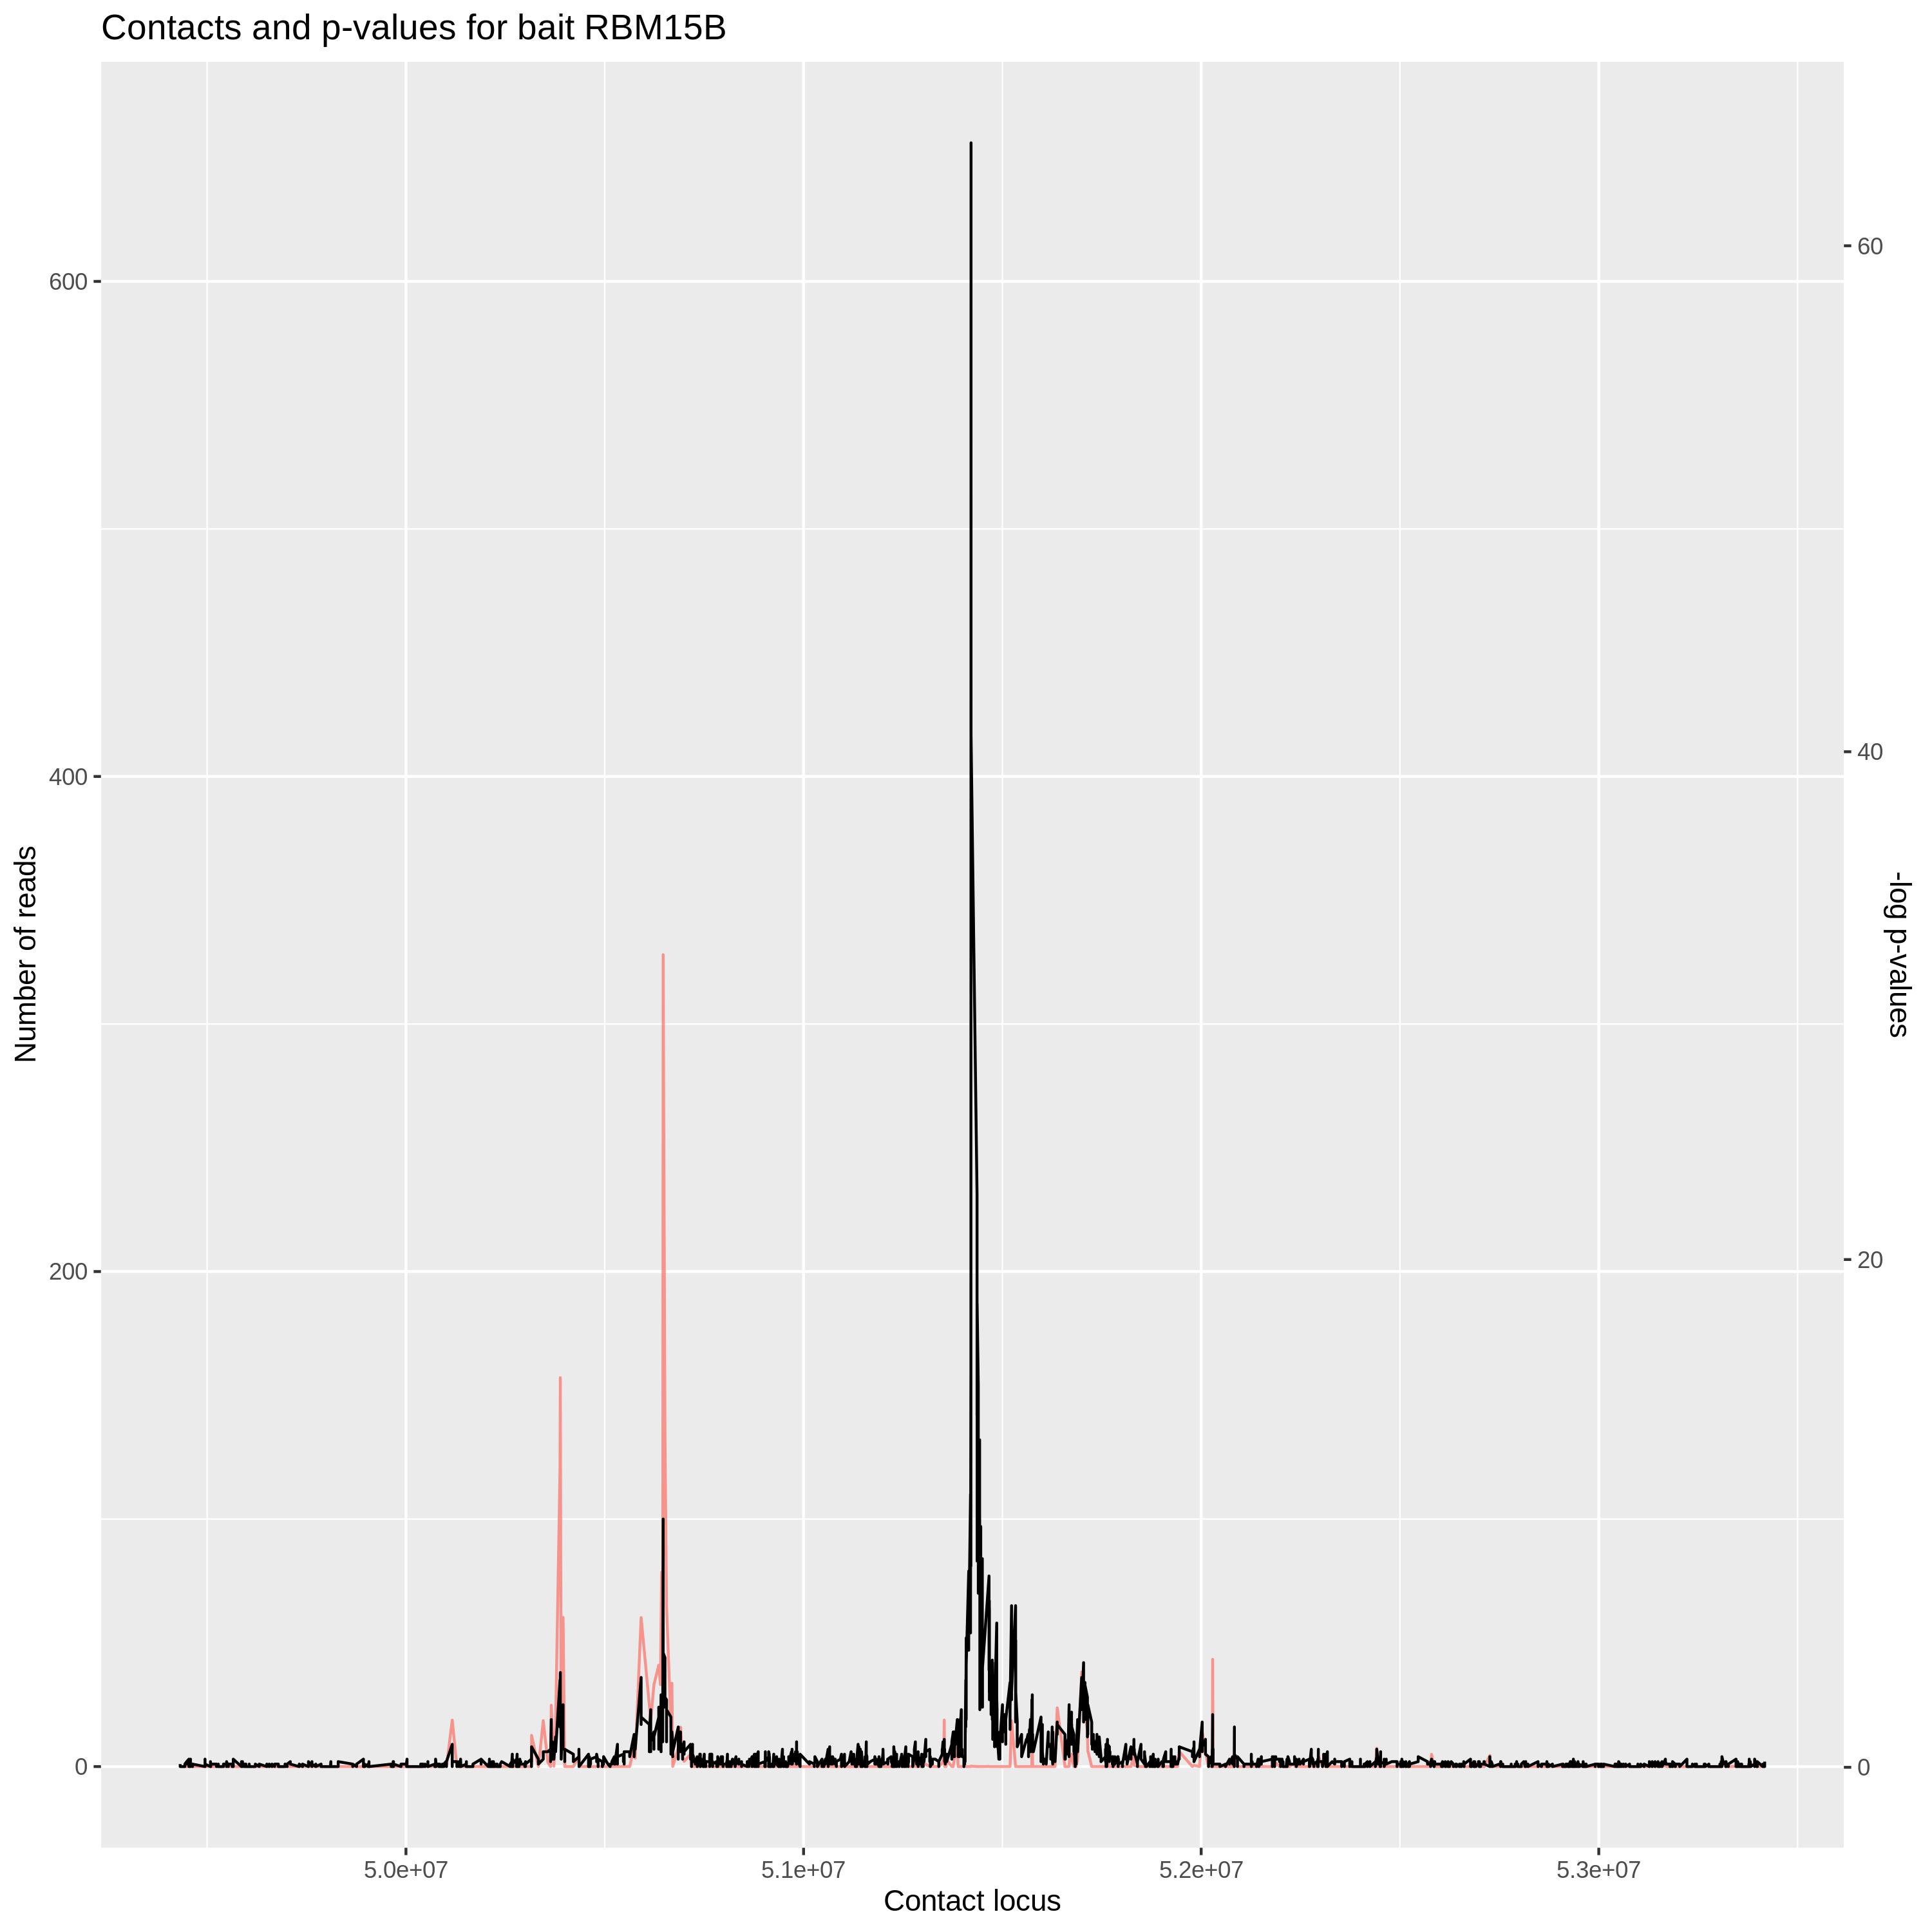 Contacts and p-values for bait RBM15B
600
400
200
0
60
40
20
0
Number of reads
-log p-values
5.0e+07
5.1e+07
5.2e+07
5.3e+07
Contact locus